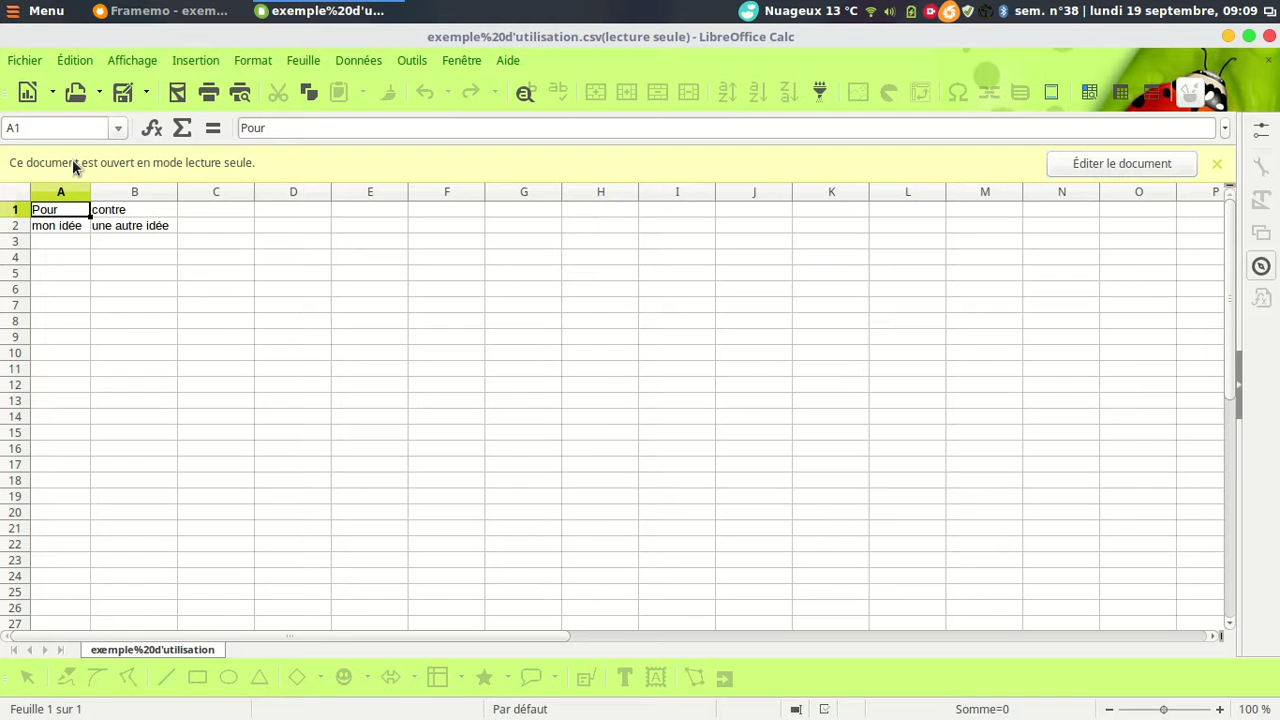 Menu Framemo - exem... exemple%20d'u... Nuageux 13 °C sem. n°38 | lundi 19 septembre, 09:09
exemple%20d'utilisation.csv(lecture seule) - LibreOffice Calc
Fichier Édition Affichage Insertion Format Feuille Données Outils Fenêtre Aide
A1 Pour
Ce document est ouvert en mode lecture seule. Éditer le document
A B C D E F G H I J K L M N O P
1 Pour contre
2 mon idée une autre idée
3
4
5
6
7
8
9
10
11
12
13
14
15
16
17
18
19
20
21
22
23
24
25
26
27
exemple%20d'utilisation
Feuille 1 sur 1 Par défaut Somme=0 100 %